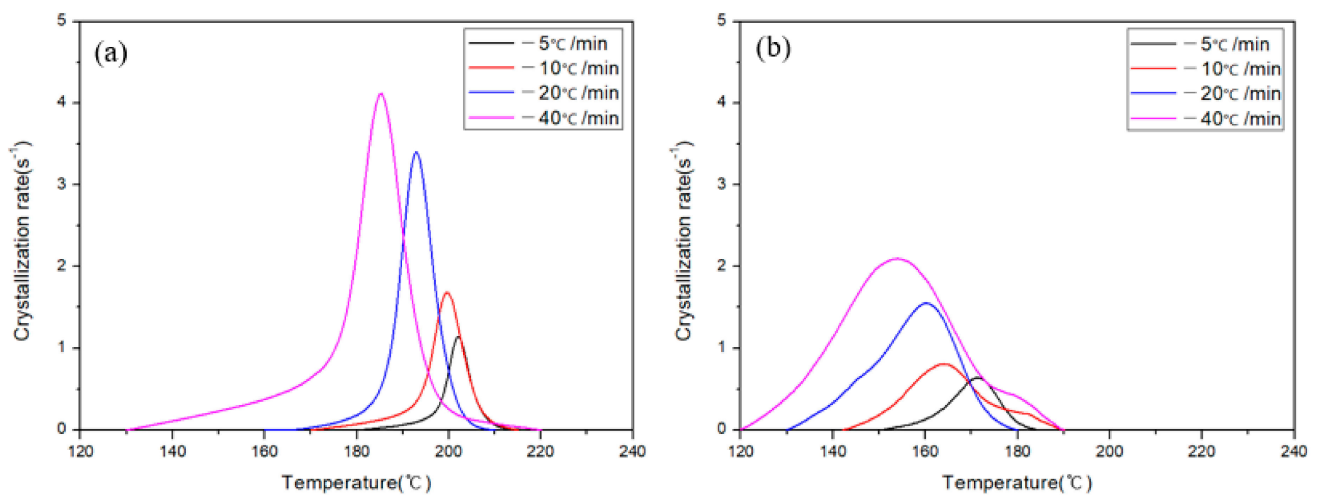 (a)
－5℃/min
－10℃/min
－20℃/min
－40℃/min
Crystallization rate(s⁻¹)
5
4
3
2
1
0
120 140 160 180 200 220 240
Temperature(℃)
(b)
－5℃/min
－10℃/min
－20℃/min
－40℃/min
Crystallization rate(s⁻¹)
5
4
3
2
1
0
120 140 160 180 200 220 240
Temperature(℃)